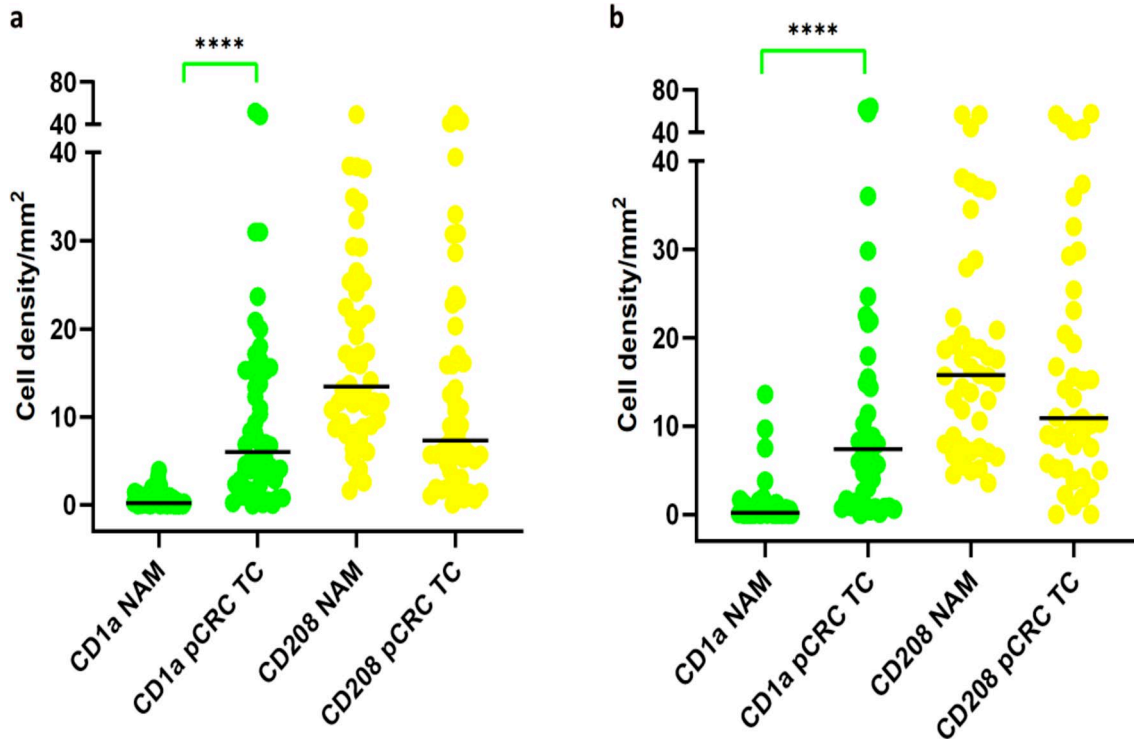 a
****
80
40
40
30
20
10
0
Cell density/mm²
CD1a NAM
CD1a pCRC TC
CD208 NAM
CD208 pCRC TC
b
****
80
40
40
30
20
10
0
Cell density/mm²
CD1a NAM
CD1a pCRC TC
CD208 NAM
CD208 pCRC TC